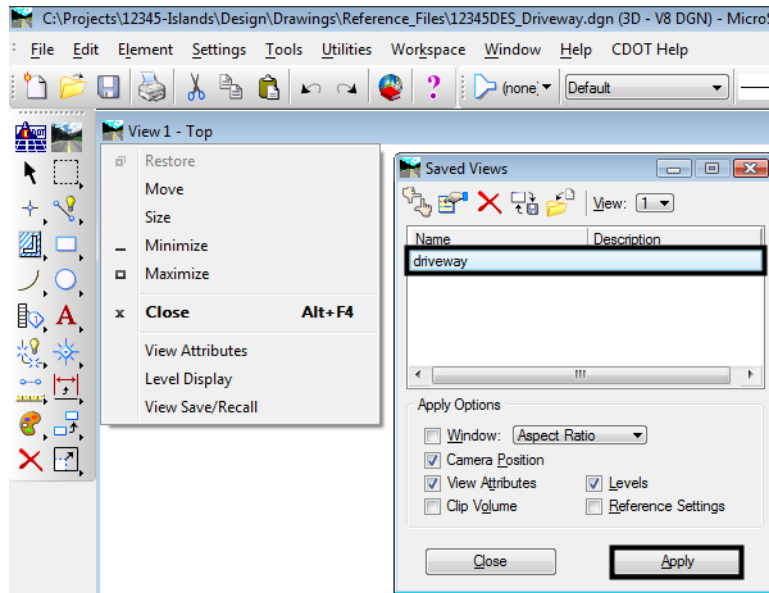 C:\Projects\12345-Islands\Design\Drawings\Reference_Files\12345DES_Driveway.dgn (3D - V8 DGN) - Micro
File Edit Element Settings Tools Utilities Workspace Window Help CDOT Help
(none) Default
View 1 - Top
Restore
Move
Size
Minimize
Maximize
Close Alt+F4
View Attributes
Level Display
View Save/Recall
Saved Views
View: 1
Name Description
driveway
Apply Options
Window: Aspect Ratio
Camera Position
View Attributes Levels
Clip Volume Reference Settings
Close Apply